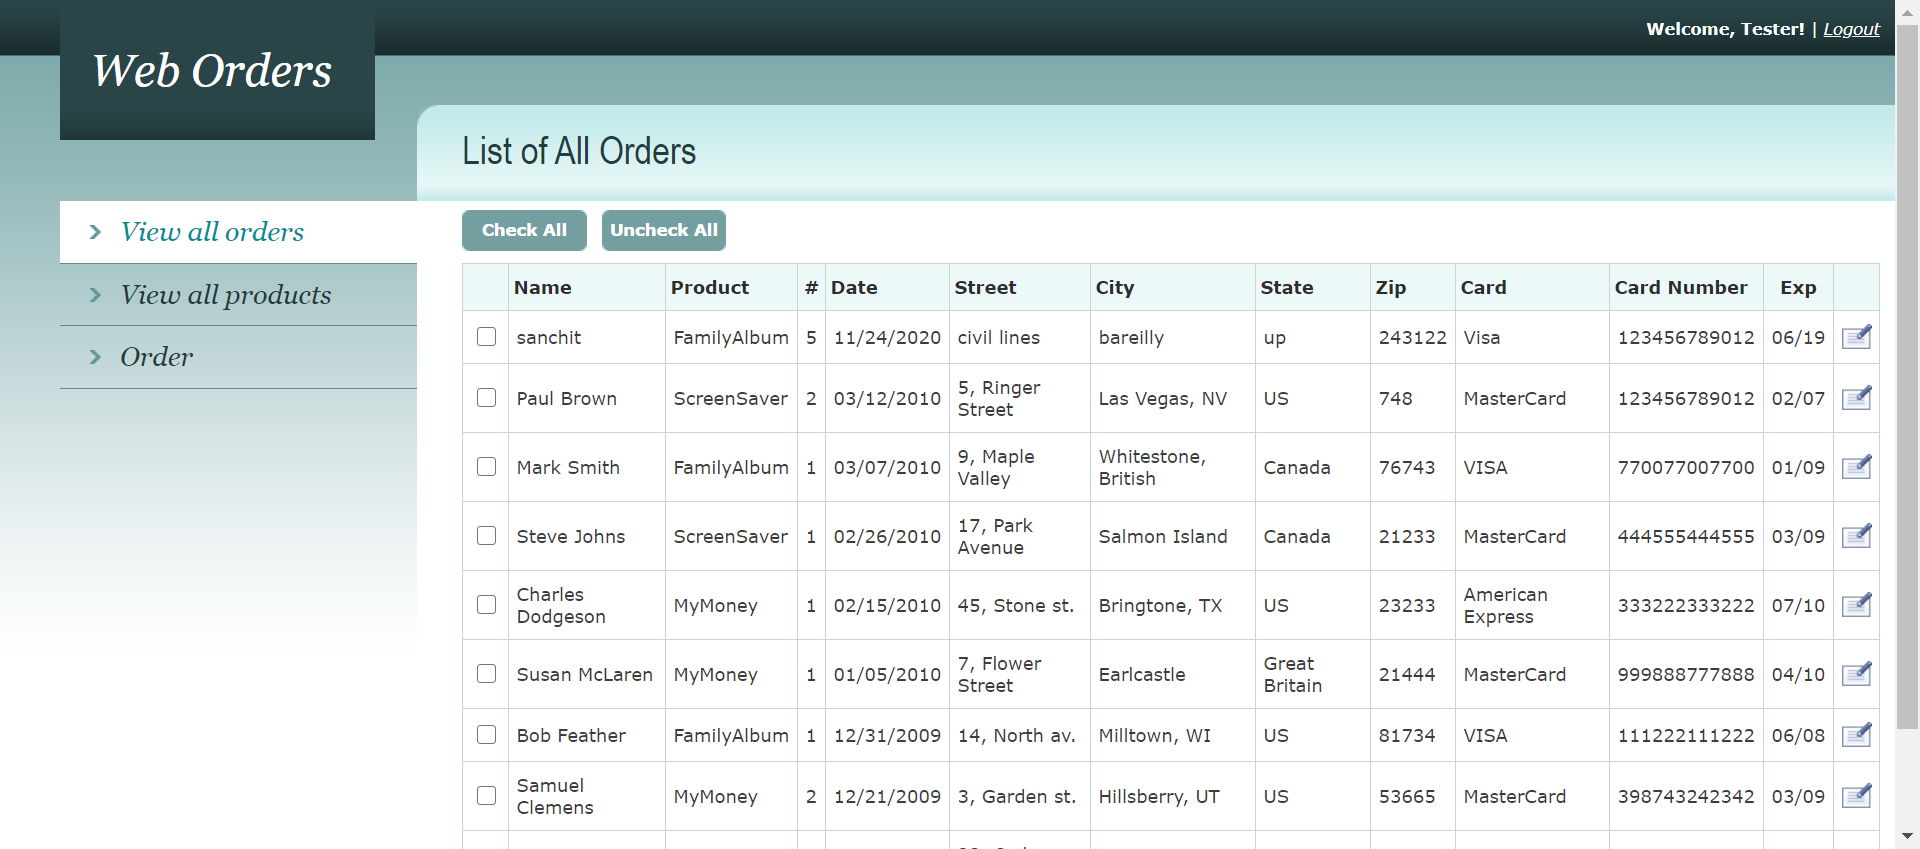 Welcome, Tester! | Logout
Web Orders
List of All Orders
View all orders
View all products
Order
Check All Uncheck All
Name Product # Date Street City State Zip Card Card Number Exp
sanchit FamilyAlbum 5 11/24/2020 civil lines bareilly up 243122 Visa 123456789012 06/19
Paul Brown ScreenSaver 2 03/12/2010 5, Ringer Street Las Vegas, NV US 748 MasterCard 123456789012 02/07
Mark Smith FamilyAlbum 1 03/07/2010 9, Maple Valley Whitestone, British Canada 76743 VISA 770077007700 01/09
Steve Johns ScreenSaver 1 02/26/2010 17, Park Avenue Salmon Island Canada 21233 MasterCard 444555444555 03/09
Charles Dodgeson MyMoney 1 02/15/2010 45, Stone st. Bringtone, TX US 23233 American Express 333222333222 07/10
Susan McLaren MyMoney 1 01/05/2010 7, Flower Street Earlcastle Great Britain 21444 MasterCard 999888777888 04/10
Bob Feather FamilyAlbum 1 12/31/2009 14, North av. Milltown, WI US 81734 VISA 111222111222 06/08
Samuel Clemens MyMoney 2 12/21/2009 3, Garden st. Hillsberry, UT US 53665 MasterCard 398743242342 03/09